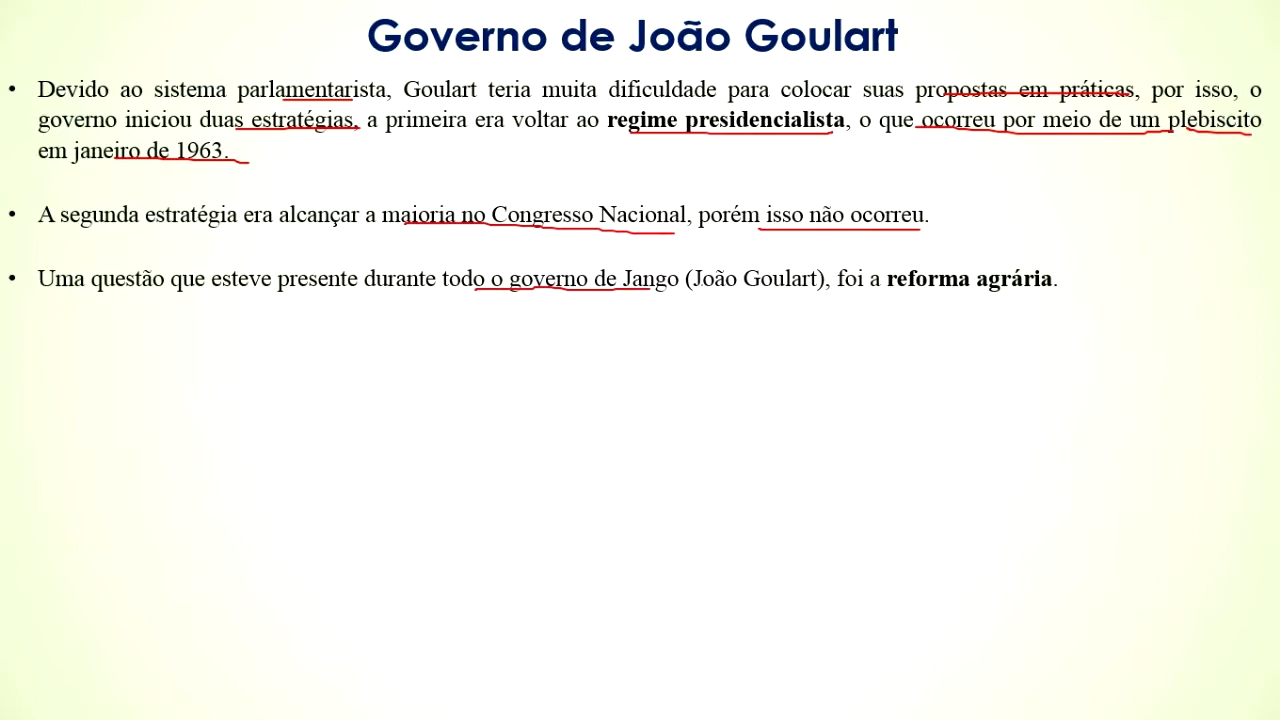 Governo de João Goulart
• Devido ao sistema parlamentarista, Goulart teria muita dificuldade para colocar suas propostas em práticas, por isso, o
governo iniciou duas estratégias, a primeira era voltar ao regime presidencialista, o que ocorreu por meio de um plebiscito
em janeiro de 1963.
• A segunda estratégia era alcançar a maioria no Congresso Nacional, porém isso não ocorreu.
• Uma questão que esteve presente durante todo o governo de Jango (João Goulart), foi a reforma agrária.